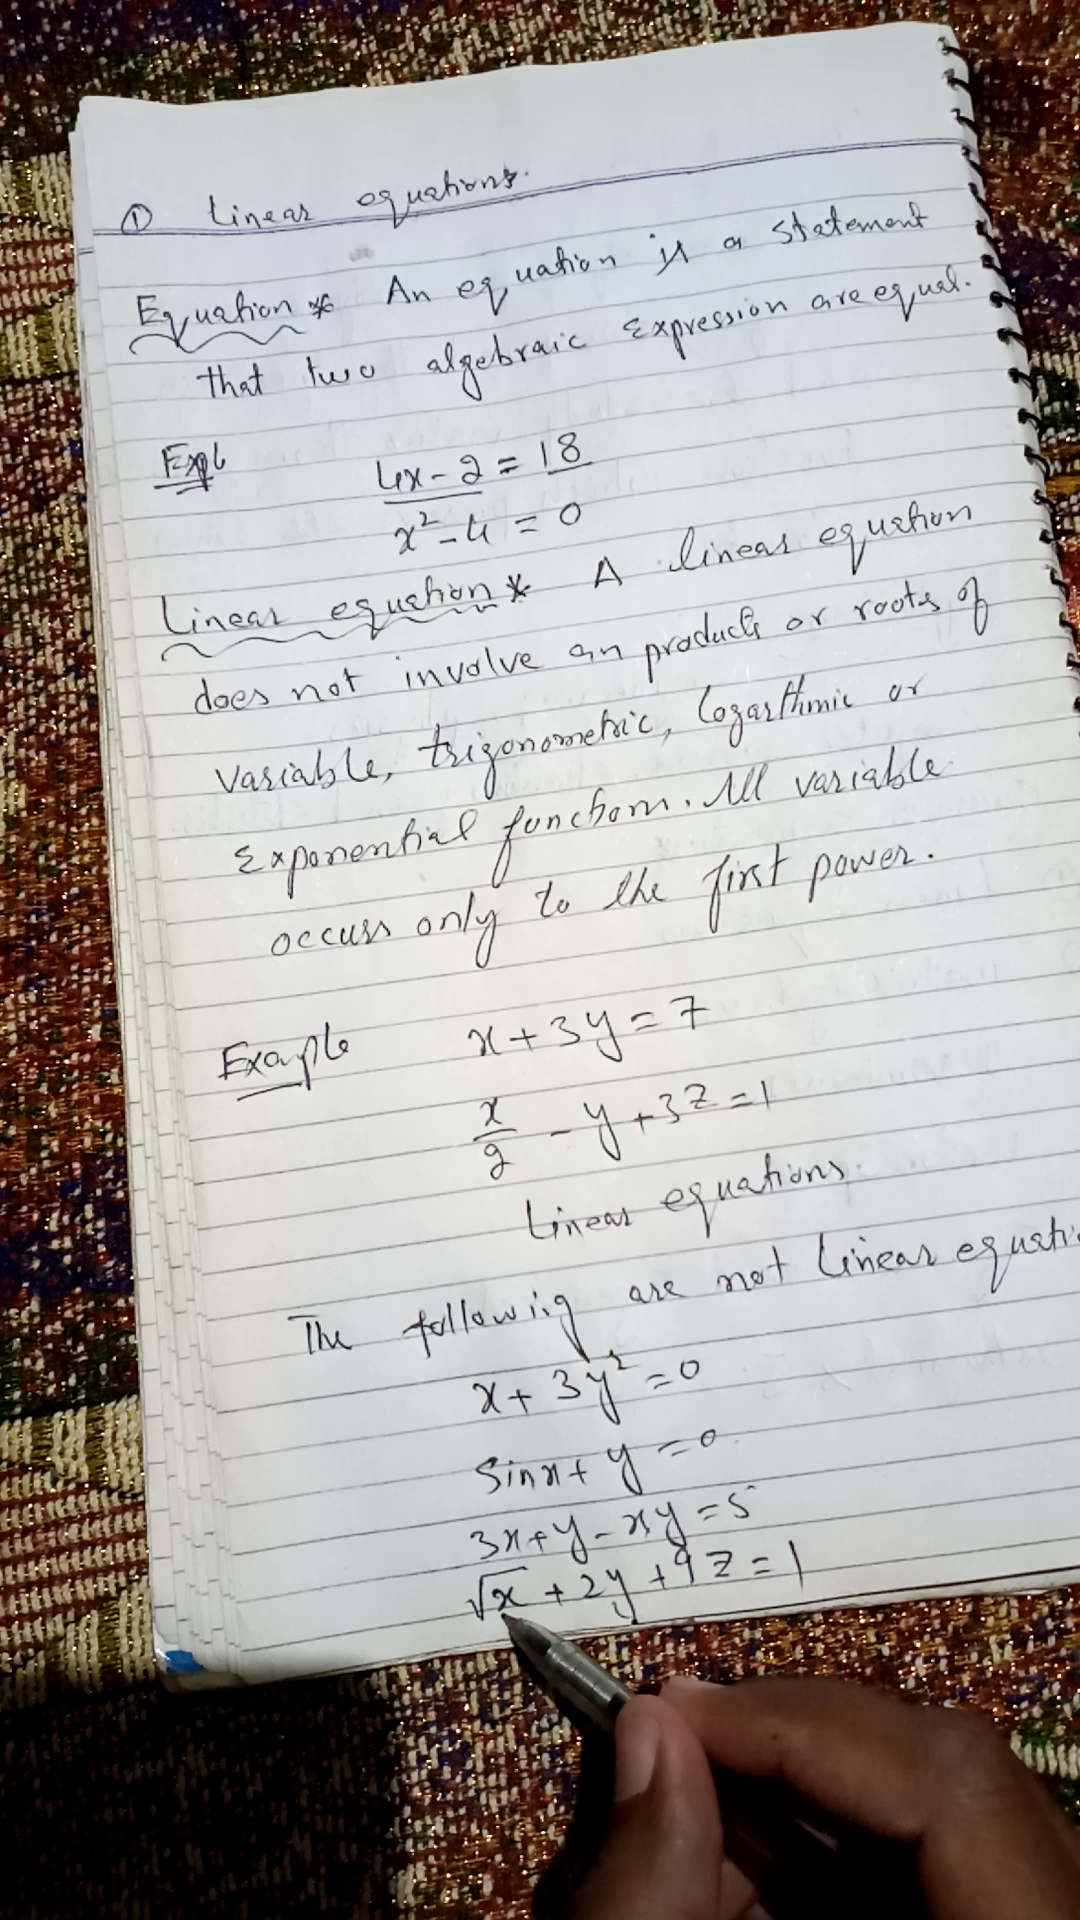 ① Linear equations.
Equation * An equation is a statement
that two algebraic Expression are equal.
Expl 4x - 2 = 18
x² - 4 = 0
Linear equation * A linear equation
does not involve an products or roots of
variable, trigonometric, logarthmic or
Exponential functions. All variable
occurs only to the first power.
Example x + 3y = 7
x/2 - y + 3z = 1
Linear equations.
The following are not linear equati
x + 3y² = 0
Sinx + y = 0
3x + y - xy = 5
√x + 2y + 9z = 1